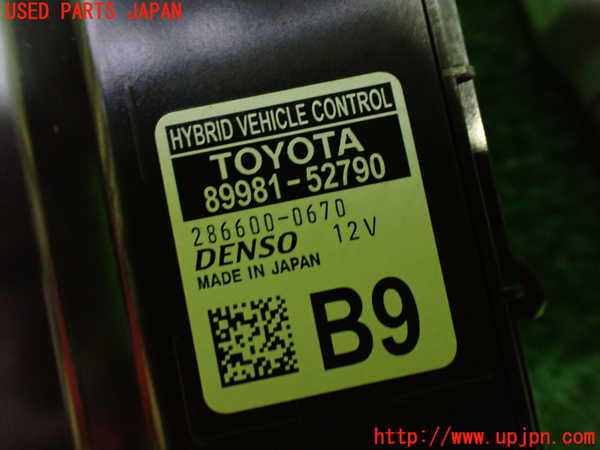 USED PARTS JAPAN
HYBRID VEHICLE CONTROL
TOYOTA
89981-52790
286600-0670
DENSO 12V
MADE IN JAPAN
B9
http://www.upjpn.com/